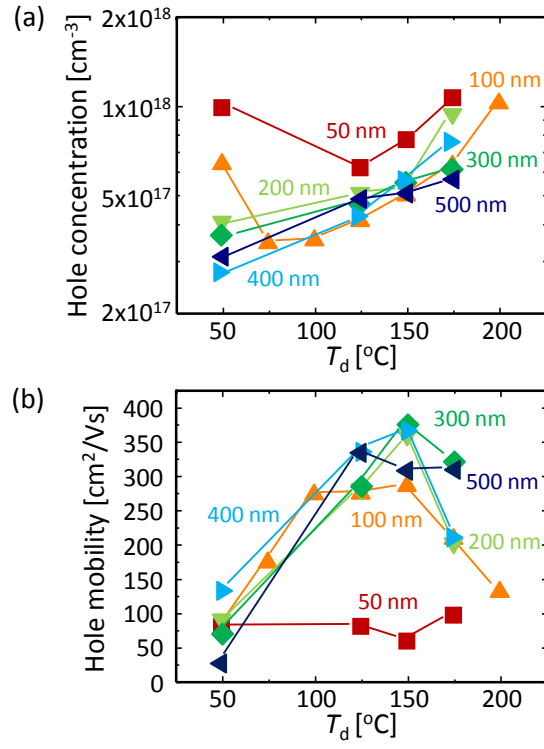 (a)
Hole concentration [cm⁻³]
2x10¹⁸
1x10¹⁸
5x10¹⁷
2x10¹⁷
100 nm
50 nm
300 nm
200 nm
500 nm
400 nm
50 100 150 200
T_d [°C]
(b)
Hole mobility [cm²/Vs]
400
350
300
250
200
150
100
50
0
300 nm
500 nm
400 nm
100 nm
200 nm
50 nm
50 100 150 200
T_d [°C]